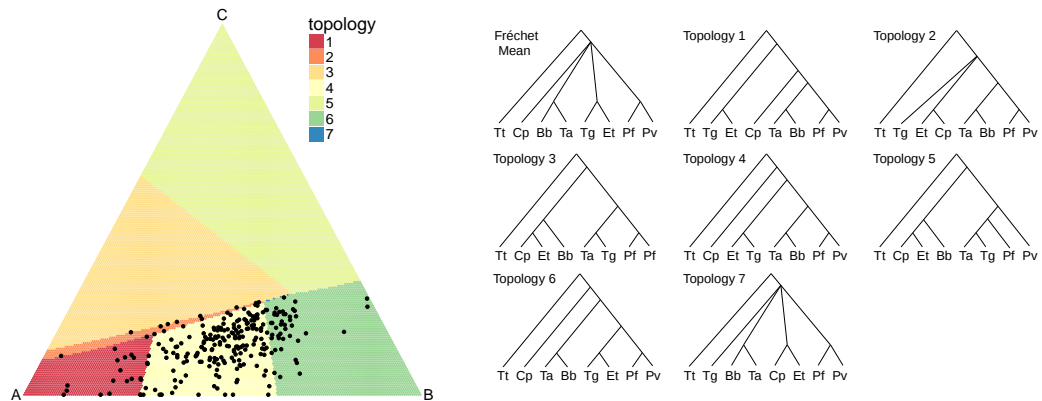 C
topology
1
2
3
4
5
6
7
A
B
Fréchet
Mean
Tt Cp Bb Ta Tg Et Pf Pv
Topology 1
Tt Tg Et Cp Ta Bb Pf Pv
Topology 2
Tt Tg Et Cp Ta Bb Pf Pv
Topology 3
Tt Cp Et Bb Ta Tg Pf Pf
Topology 4
Tt Cp Et Tg Ta Bb Pf Pv
Topology 5
Tt Cp Et Bb Ta Tg Pf Pv
Topology 6
Tt Cp Ta Bb Tg Et Pf Pv
Topology 7
Tt Tg Bb Ta Cp Et Pf Pv